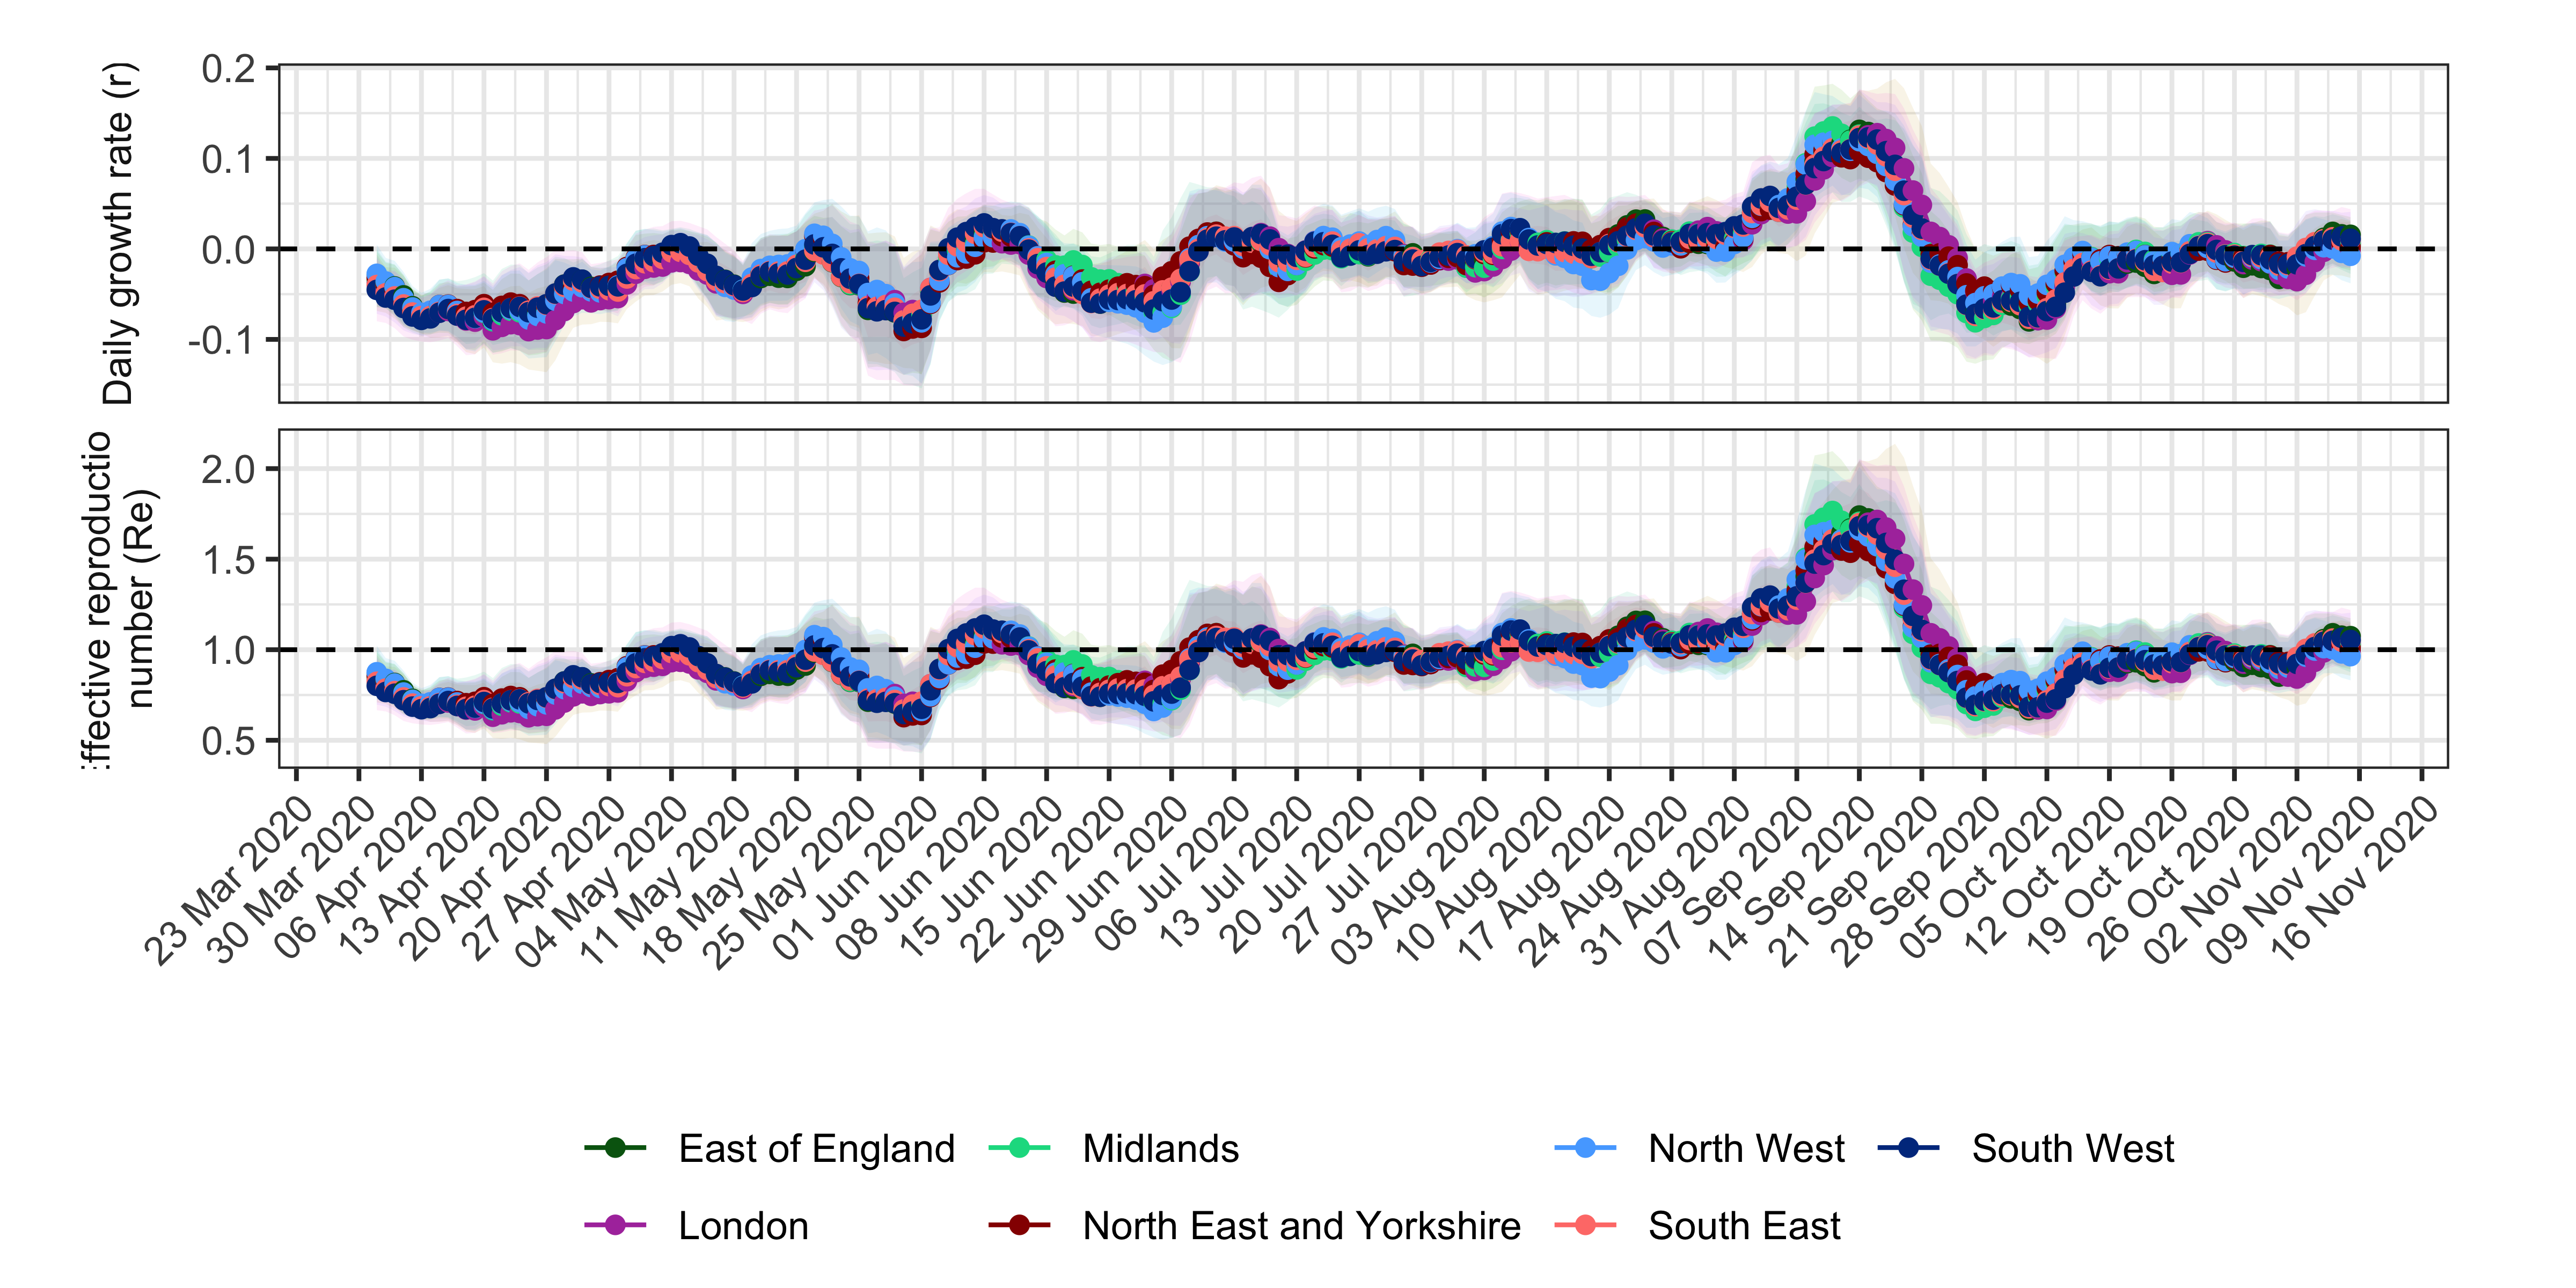 Daily growth rate (r)
0.2
0.1
0.0
-0.1
ffective reproductio
number (Re)
2.0
1.5
1.0
0.5
23 Mar 2020
30 Mar 2020
06 Apr 2020
13 Apr 2020
20 Apr 2020
27 Apr 2020
04 May 2020
11 May 2020
18 May 2020
25 May 2020
01 Jun 2020
08 Jun 2020
15 Jun 2020
22 Jun 2020
29 Jun 2020
06 Jul 2020
13 Jul 2020
20 Jul 2020
27 Jul 2020
03 Aug 2020
10 Aug 2020
17 Aug 2020
24 Aug 2020
31 Aug 2020
07 Sep 2020
14 Sep 2020
21 Sep 2020
28 Sep 2020
05 Oct 2020
12 Oct 2020
19 Oct 2020
26 Oct 2020
02 Nov 2020
09 Nov 2020
16 Nov 2020
East of England Midlands North West South West
London North East and Yorkshire South East